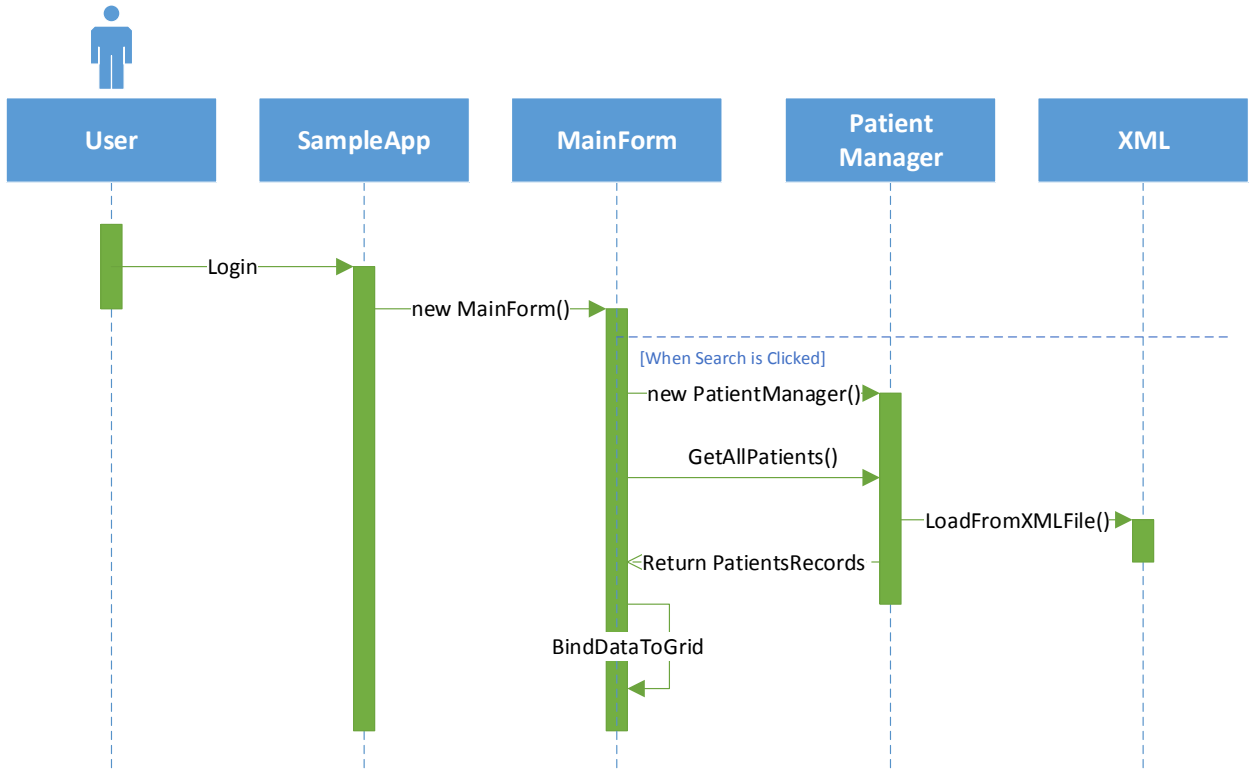 User
SampleApp
MainForm
Patient
Manager
XML
Login
new MainForm()
[When Search is Clicked]
new PatientManager()
GetAllPatients()
LoadFromXMLFile()
Return PatientsRecords
BindDataToGrid